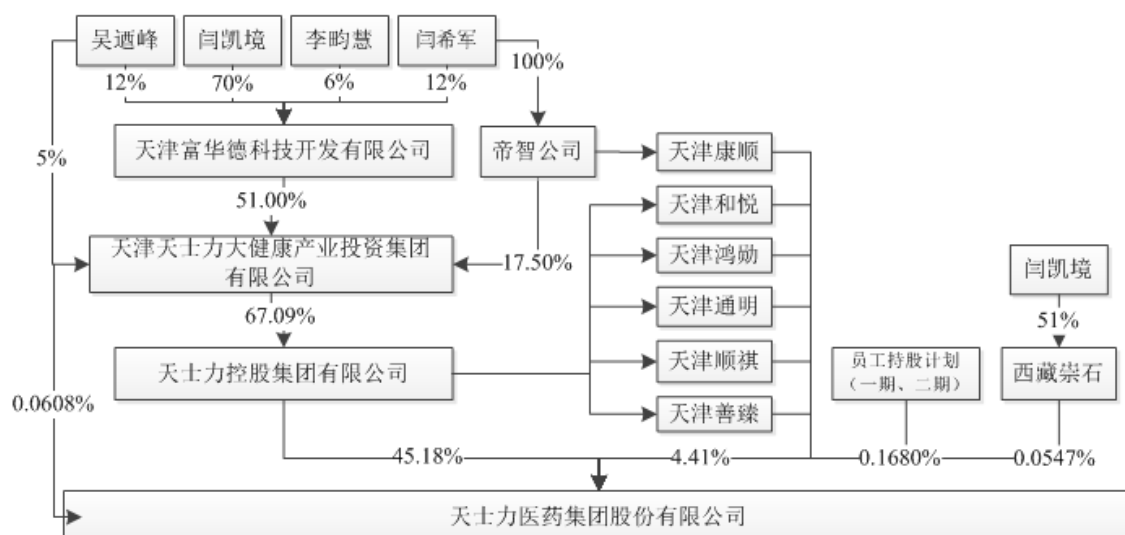 吴迺峰
闫凯境
李畇慧
闫希军
12%
70%
6%
12%
100%
5%
天津富华德科技开发有限公司
帝智公司
天津康顺
51.00%
天津和悦
天津天士力大健康产业投资集团
有限公司
17.50%
天津鸿勋
闫凯境
67.09%
天津通明
51%
天士力控股集团有限公司
天津顺祺
员工持股计划
（一期、二期）
西藏崇石
0.0608%
天津善臻
45.18%
4.41%
0.1680%
0.0547%
天士力医药集团股份有限公司